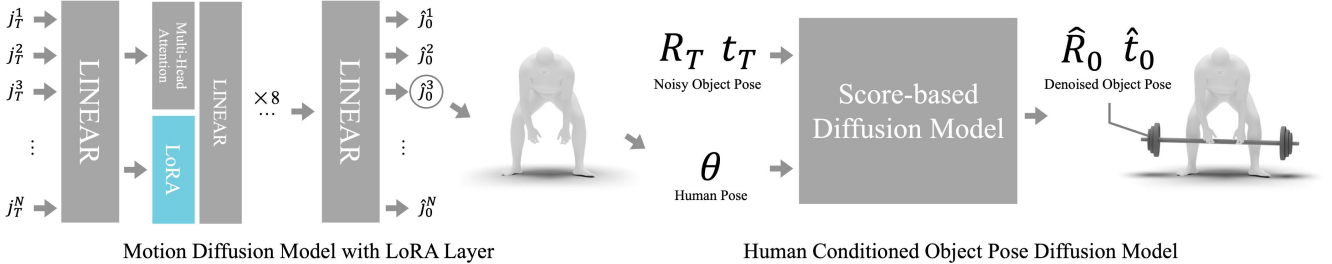 j_T^1
j_T^2
j_T^3
⋮
j_T^N
LINEAR
Multi-Head
Attention
LoRA
LINEAR
×8
...
LINEAR
ĵ_0^1
ĵ_0^2
ĵ_0^3
⋮
ĵ_0^N
Motion Diffusion Model with LoRA Layer
R_T t_T
Noisy Object Pose
θ
Human Pose
Score-based
Diffusion Model
R̂_0 t̂_0
Denoised Object Pose
Human Conditioned Object Pose Diffusion Model